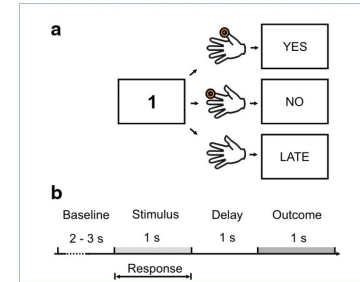 a
YES
1
NO
LATE
b
Baseline Stimulus Delay Outcome
2 - 3 s 1 s 1 s 1 s
Response